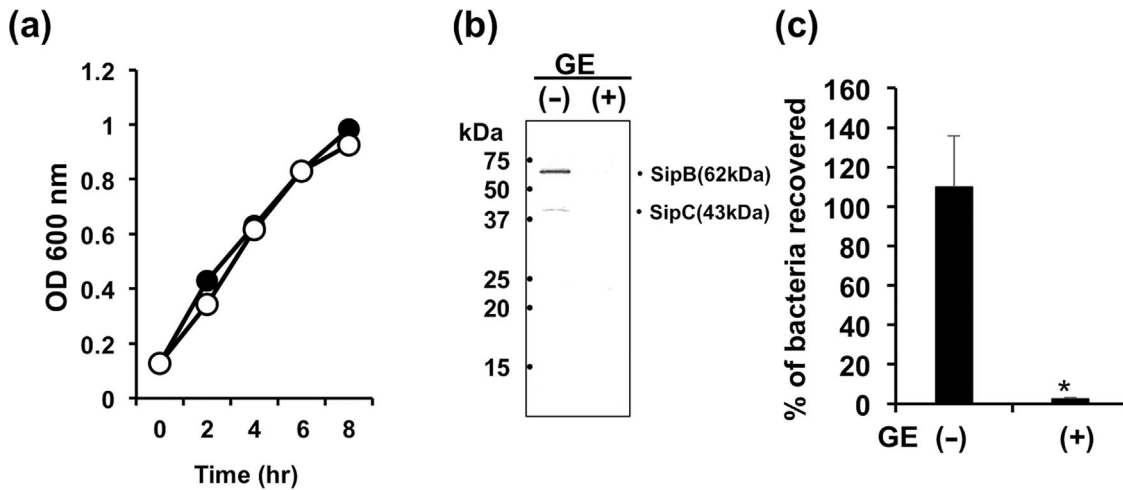 (a)
1.2
1
0.8
0.6
0.4
0.2
0
OD 600 nm
0 2 4 6 8
Time (hr)
(b)
GE
(−) (+)
kDa
75
50
37
25
20
15
• SipB(62kDa)
• SipC(43kDa)
(c)
160
140
120
100
80
60
40
20
0
% of bacteria recovered
*
GE (−) (+)